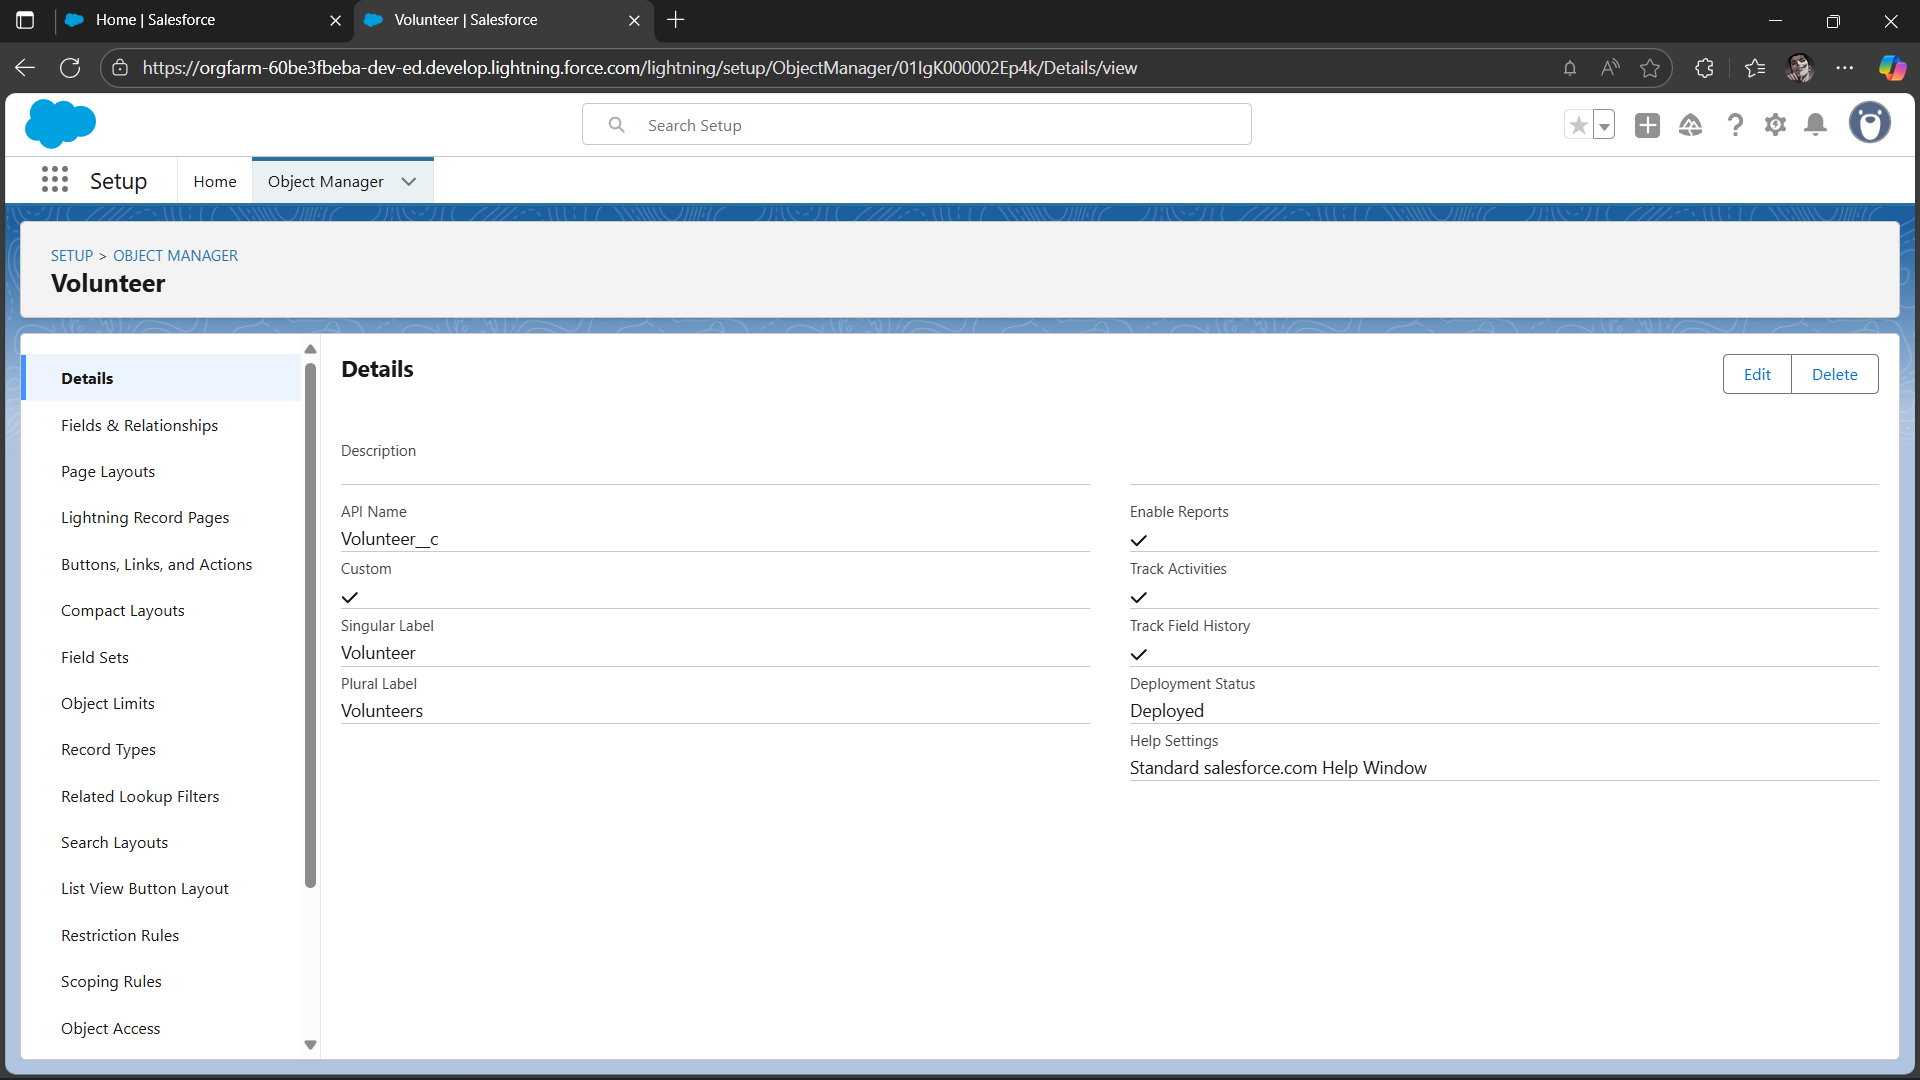 Home | Salesforce
Volunteer | Salesforce
https://orgfarm-60be3fbeba-dev-ed.develop.lightning.force.com/lightning/setup/ObjectManager/01IgK000002Ep4k/Details/view
Search Setup
Setup
Home
Object Manager
SETUP > OBJECT MANAGER
Volunteer
Details
Fields & Relationships
Page Layouts
Lightning Record Pages
Buttons, Links, and Actions
Compact Layouts
Field Sets
Object Limits
Record Types
Related Lookup Filters
Search Layouts
List View Button Layout
Restriction Rules
Scoping Rules
Object Access
Details
Edit
Delete
Description
API Name
Volunteer__c
Custom
Singular Label
Volunteer
Plural Label
Volunteers
Enable Reports
Track Activities
Track Field History
Deployment Status
Deployed
Help Settings
Standard salesforce.com Help Window